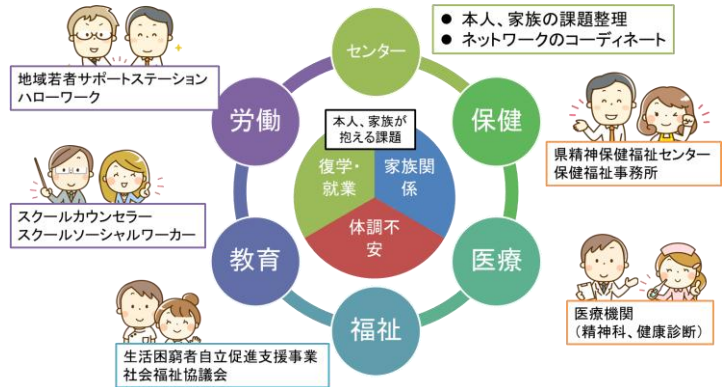 センター
● 本人、家族の課題整理
● ネットワークのコーディネート
地域若者サポートステーション
ハローワーク
労働
保健
本人、家族が
抱える課題
復学・
就業
家族関
係
体調不
安
県精神保健福祉センター
保健福祉事務所
スクールカウンセラー
スクールソーシャルワーカー
教育
医療
医療機関
（精神科、健康診断）
福祉
生活困窮者自立促進支援事業
社会福祉協議会